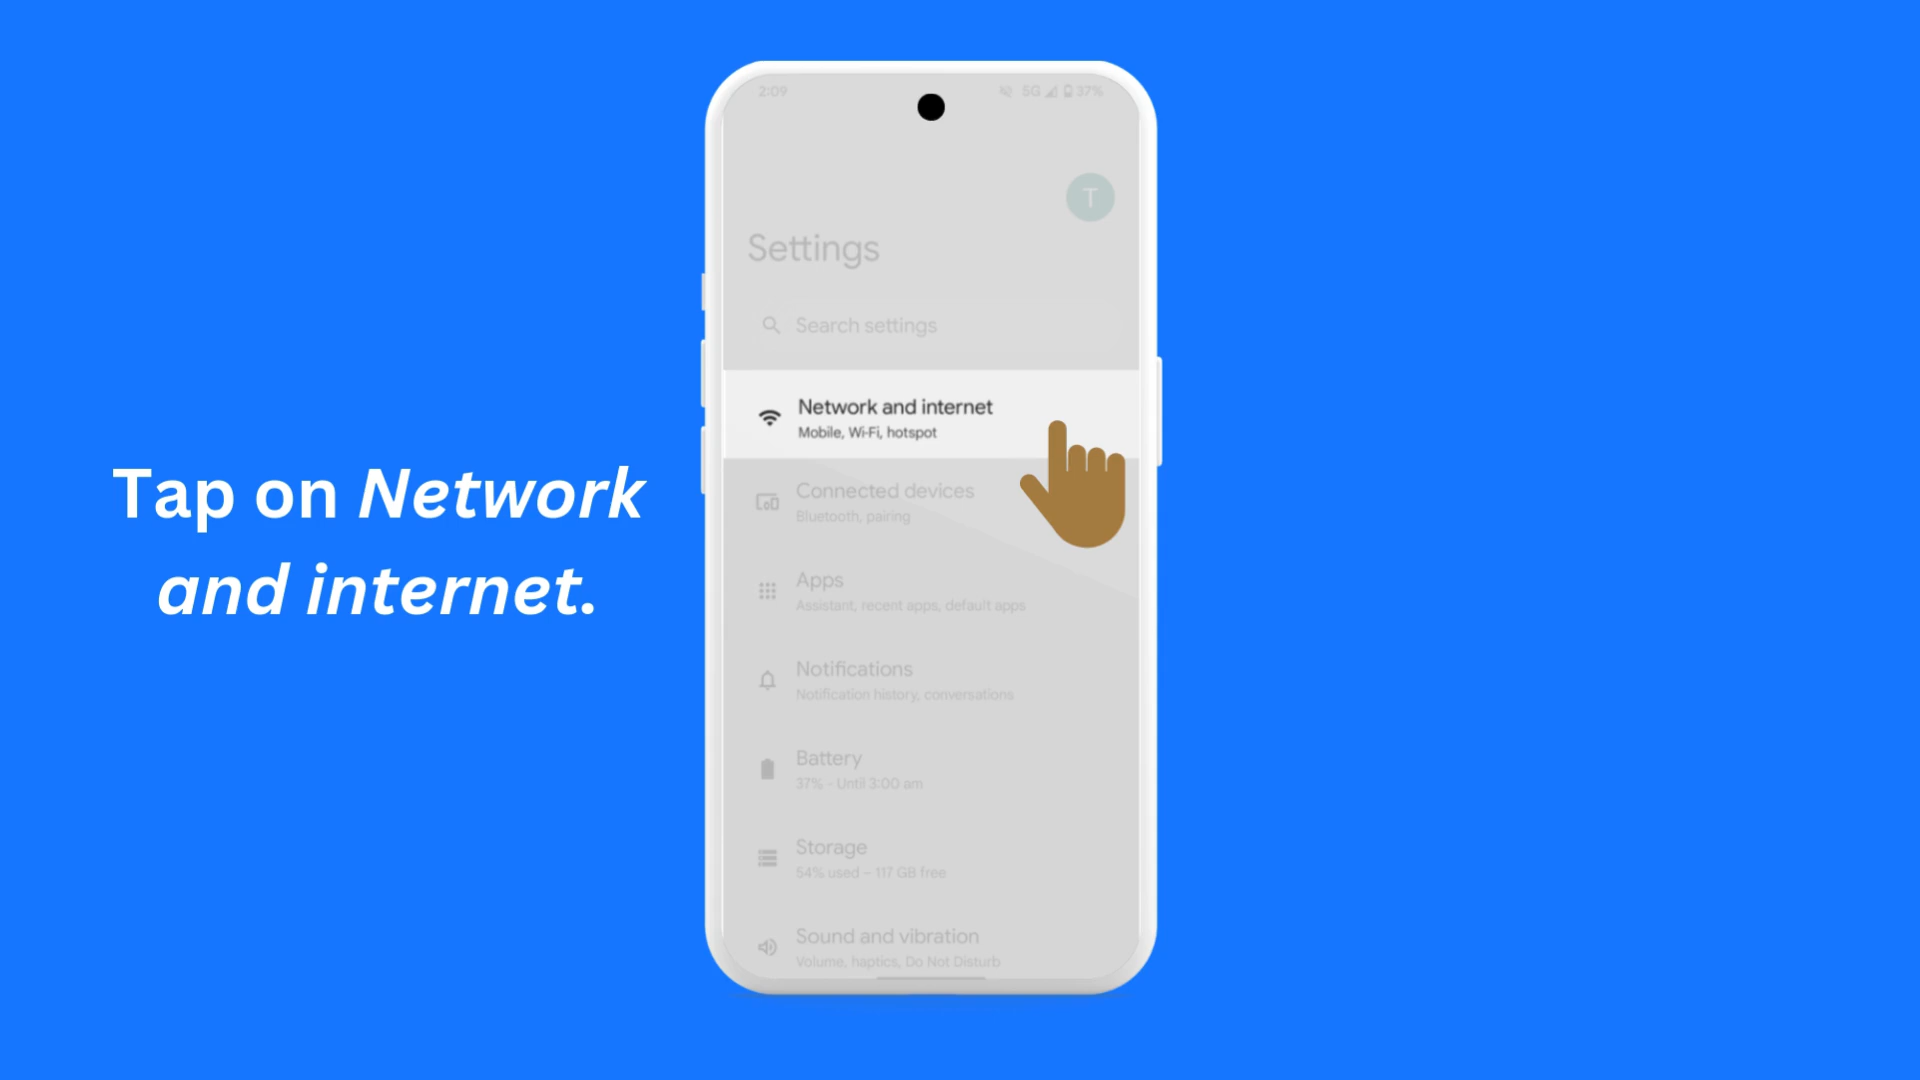 Tap on Network
and internet.
2:09
5G 37%
T
Settings
Search settings
Network and internet
Mobile, Wi-Fi, hotspot
Connected devices
Bluetooth, pairing
Apps
Assistant, recent apps, default apps
Notifications
Notification history, conversations
Battery
37% - Until 3:00 am
Storage
54% used – 117 GB free
Sound and vibration
Volume, haptics, Do Not Disturb